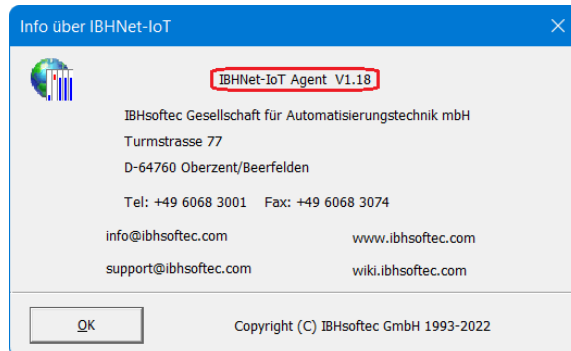 Info über IBHNet-IoT
IBHNet-IoT Agent V1.18
IBHsoftec Gesellschaft für Automatisierungstechnik mbH
Turmstrasse 77
D-64760 Oberzent/Beerfelden
Tel: +49 6068 3001 Fax: +49 6068 3074
info@ibhsoftec.com www.ibhsoftec.com
support@ibhsoftec.com wiki.ibhsoftec.com
OK Copyright (C) IBHsoftec GmbH 1993-2022